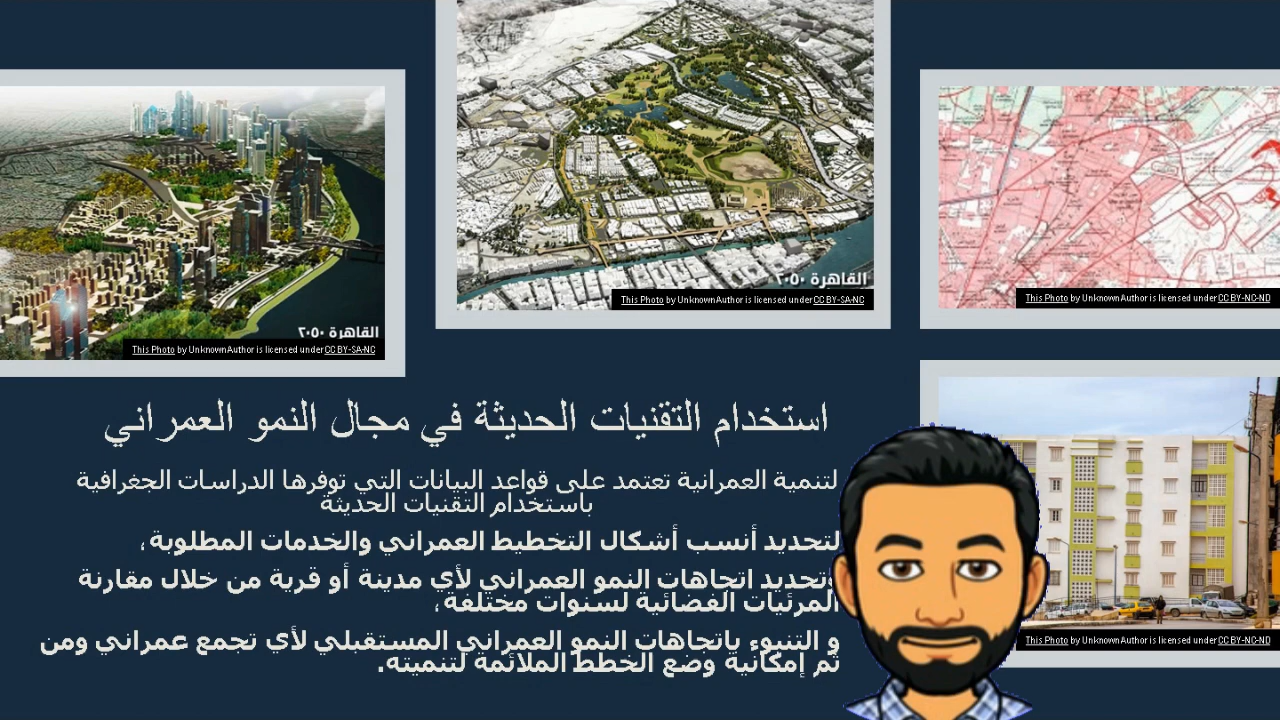 القاهرة ٢٠٥٠
This Photo by Unknown Author is licensed under CC BY-SA-NC
القاهرة ٢٠٥٠
This Photo by Unknown Author is licensed under CC BY-SA-NC
This Photo by Unknown Author is licensed under CC BY-NC-ND
استخدام التقنيات الحديثة في مجال النمو العمراني
لتنمية العمرانية تعتمد على قواعد البيانات التي توفرها الدراسات الجغرافية
باستخدام التقنيات الحديثة
لتحديد أنسب أشكال التخطيط العمراني والخدمات المطلوبة،
وتحديد اتجاهات النمو العمراني لأي مدينة أو قرية من خلال مقارنة
المرئيات الفضائية لسنوات مختلفة،
و التنبوء باتجاهات النمو العمراني المستقبلي لأي تجمع عمراني ومن
ثم إمكانية وضع الخطط الملائمة لتنميته.
This Photo by Unknown Author is licensed under CC BY-NC-ND